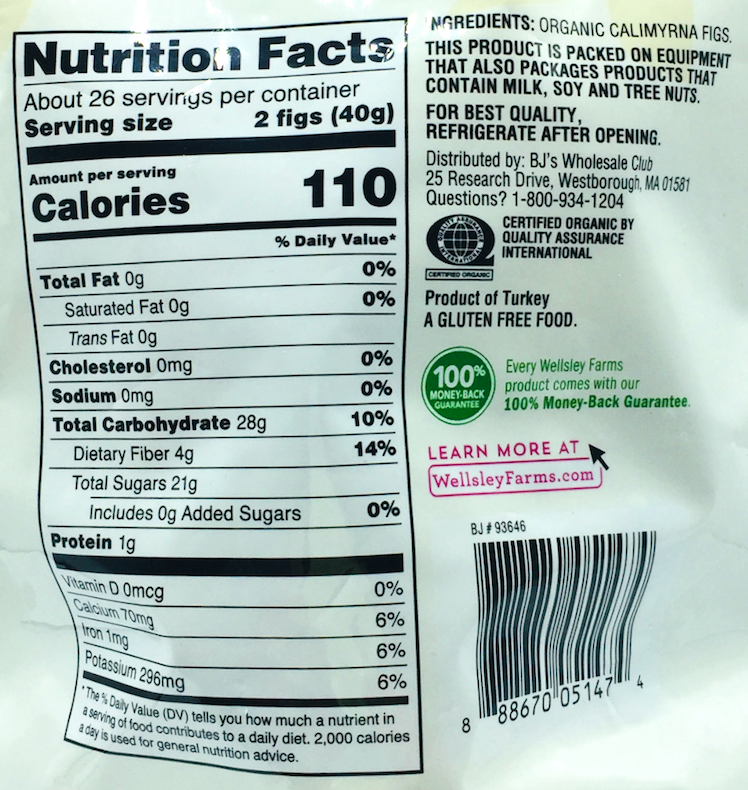 Nutrition Facts
About 26 servings per container
Serving size 2 figs (40g)
Amount per serving
Calories 110
% Daily Value*
Total Fat 0g 0%
Saturated Fat 0g 0%
Trans Fat 0g
Cholesterol 0mg 0%
Sodium 0mg 0%
Total Carbohydrate 28g 10%
Dietary Fiber 4g 14%
Total Sugars 21g
Includes 0g Added Sugars 0%
Protein 1g
Vitamin D 0mcg 0%
Calcium 70mg 6%
Iron 1mg 6%
Potassium 296mg 6%
*The % Daily Value (DV) tells you how much a nutrient in
a serving of food contributes to a daily diet. 2,000 calories
a day is used for general nutrition advice.
INGREDIENTS: ORGANIC CALIMYRNA FIGS.
THIS PRODUCT IS PACKED ON EQUIPMENT
THAT ALSO PACKAGES PRODUCTS THAT
CONTAIN MILK, SOY AND TREE NUTS.
FOR BEST QUALITY,
REFRIGERATE AFTER OPENING.
Distributed by: BJ's Wholesale Club
25 Research Drive, Westborough, MA 01581
Questions? 1-800-934-1204
QUALITY ASSURANCE INTERNATIONAL
CERTIFIED ORGANIC
CERTIFIED ORGANIC BY
QUALITY ASSURANCE
INTERNATIONAL
Product of Turkey
A GLUTEN FREE FOOD.
100%
MONEY-BACK
GUARANTEE
Every Wellsley Farms
product comes with our
100% Money-Back Guarantee.
LEARN MORE AT
WellsleyFarms.com
BJ # 93646
8 88670 05147 4